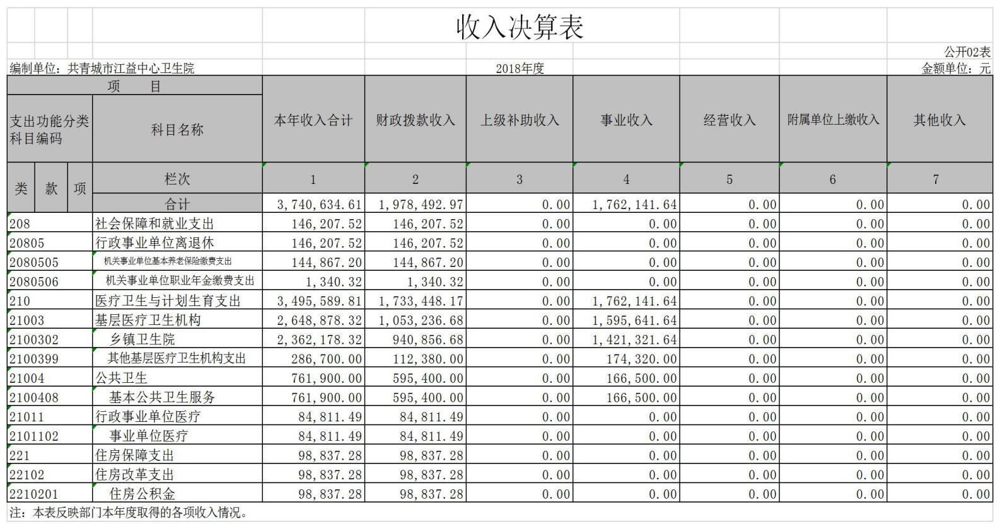 收入决算表
公开02表
编制单位：共青城市江益中心卫生院 2018年度 金额单位：元
项 目
支出功能分类科目编码 科目名称 本年收入合计 财政拨款收入 上级补助收入 事业收入 经营收入 附属单位上缴收入 其他收入
类 款 项 栏次 1 2 3 4 5 6 7
合计 3,740,634.61 1,978,492.97 0.00 1,762,141.64 0.00 0.00 0.00
208 社会保障和就业支出 146,207.52 146,207.52 0.00 0.00 0.00 0.00 0.00
20805 行政事业单位离退休 146,207.52 146,207.52 0.00 0.00 0.00 0.00 0.00
2080505 机关事业单位基本养老保险缴费支出 144,867.20 144,867.20 0.00 0.00 0.00 0.00 0.00
2080506 机关事业单位职业年金缴费支出 1,340.32 1,340.32 0.00 0.00 0.00 0.00 0.00
210 医疗卫生与计划生育支出 3,495,589.81 1,733,448.17 0.00 1,762,141.64 0.00 0.00 0.00
21003 基层医疗卫生机构 2,648,878.32 1,053,236.68 0.00 1,595,641.64 0.00 0.00 0.00
2100302 乡镇卫生院 2,362,178.32 940,856.68 0.00 1,421,321.64 0.00 0.00 0.00
2100399 其他基层医疗卫生机构支出 286,700.00 112,380.00 0.00 174,320.00 0.00 0.00 0.00
21004 公共卫生 761,900.00 595,400.00 0.00 166,500.00 0.00 0.00 0.00
2100408 基本公共卫生服务 761,900.00 595,400.00 0.00 166,500.00 0.00 0.00 0.00
21011 行政事业单位医疗 84,811.49 84,811.49 0.00 0.00 0.00 0.00 0.00
2101102 事业单位医疗 84,811.49 84,811.49 0.00 0.00 0.00 0.00 0.00
221 住房保障支出 98,837.28 98,837.28 0.00 0.00 0.00 0.00 0.00
22102 住房改革支出 98,837.28 98,837.28 0.00 0.00 0.00 0.00 0.00
2210201 住房公积金 98,837.28 98,837.28 0.00 0.00 0.00 0.00 0.00
注：本表反映部门本年度取得的各项收入情况。